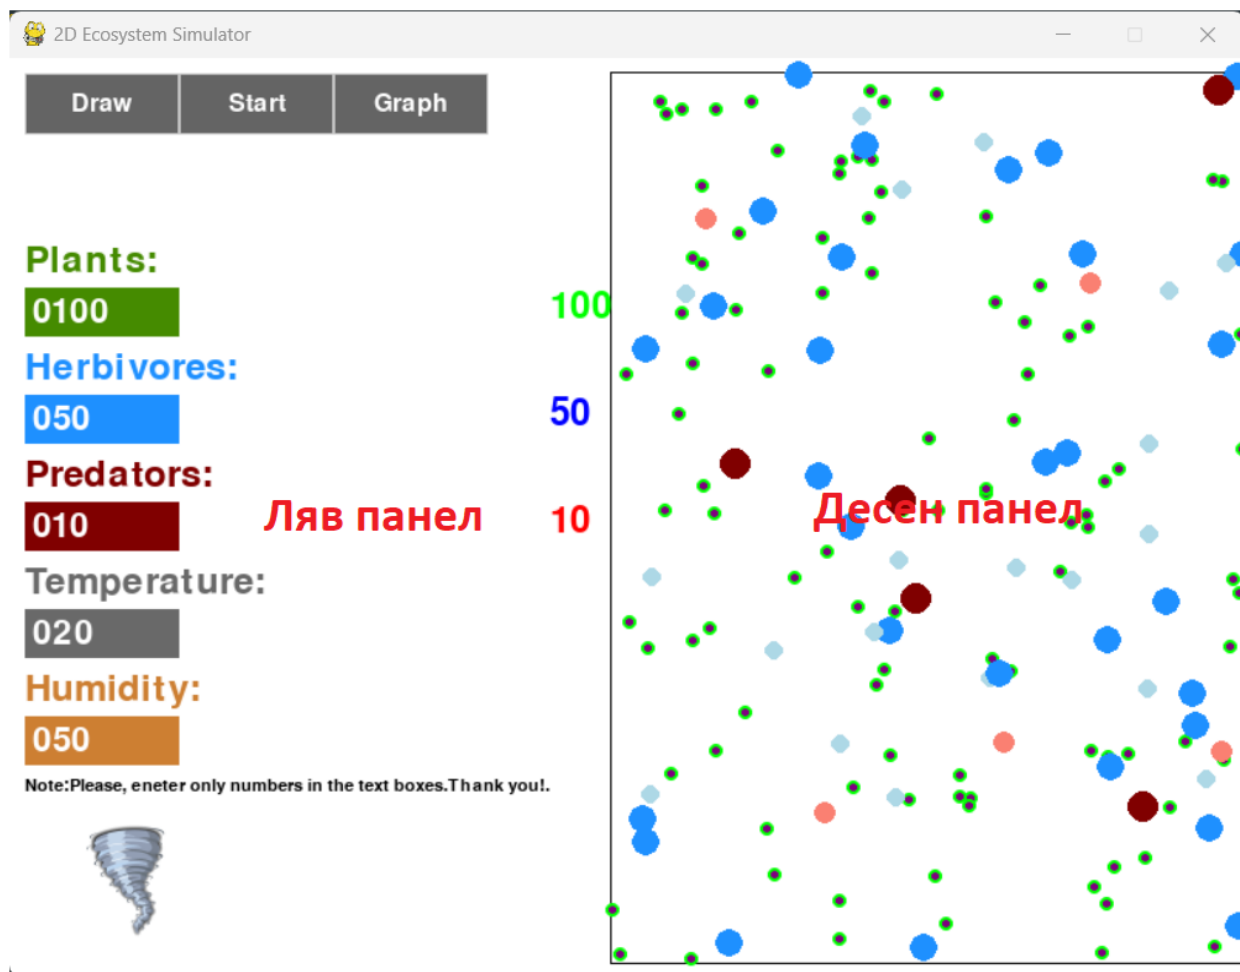 2D Ecosystem Simulator
Draw Start Graph
Plants:
0100
100
Herbivores:
050
50
Predators:
010
10
Ляв панел
Десен панел
Temperature:
020
Humidity:
050
Note:Please, eneter only numbers in the text boxes.Thank you!.